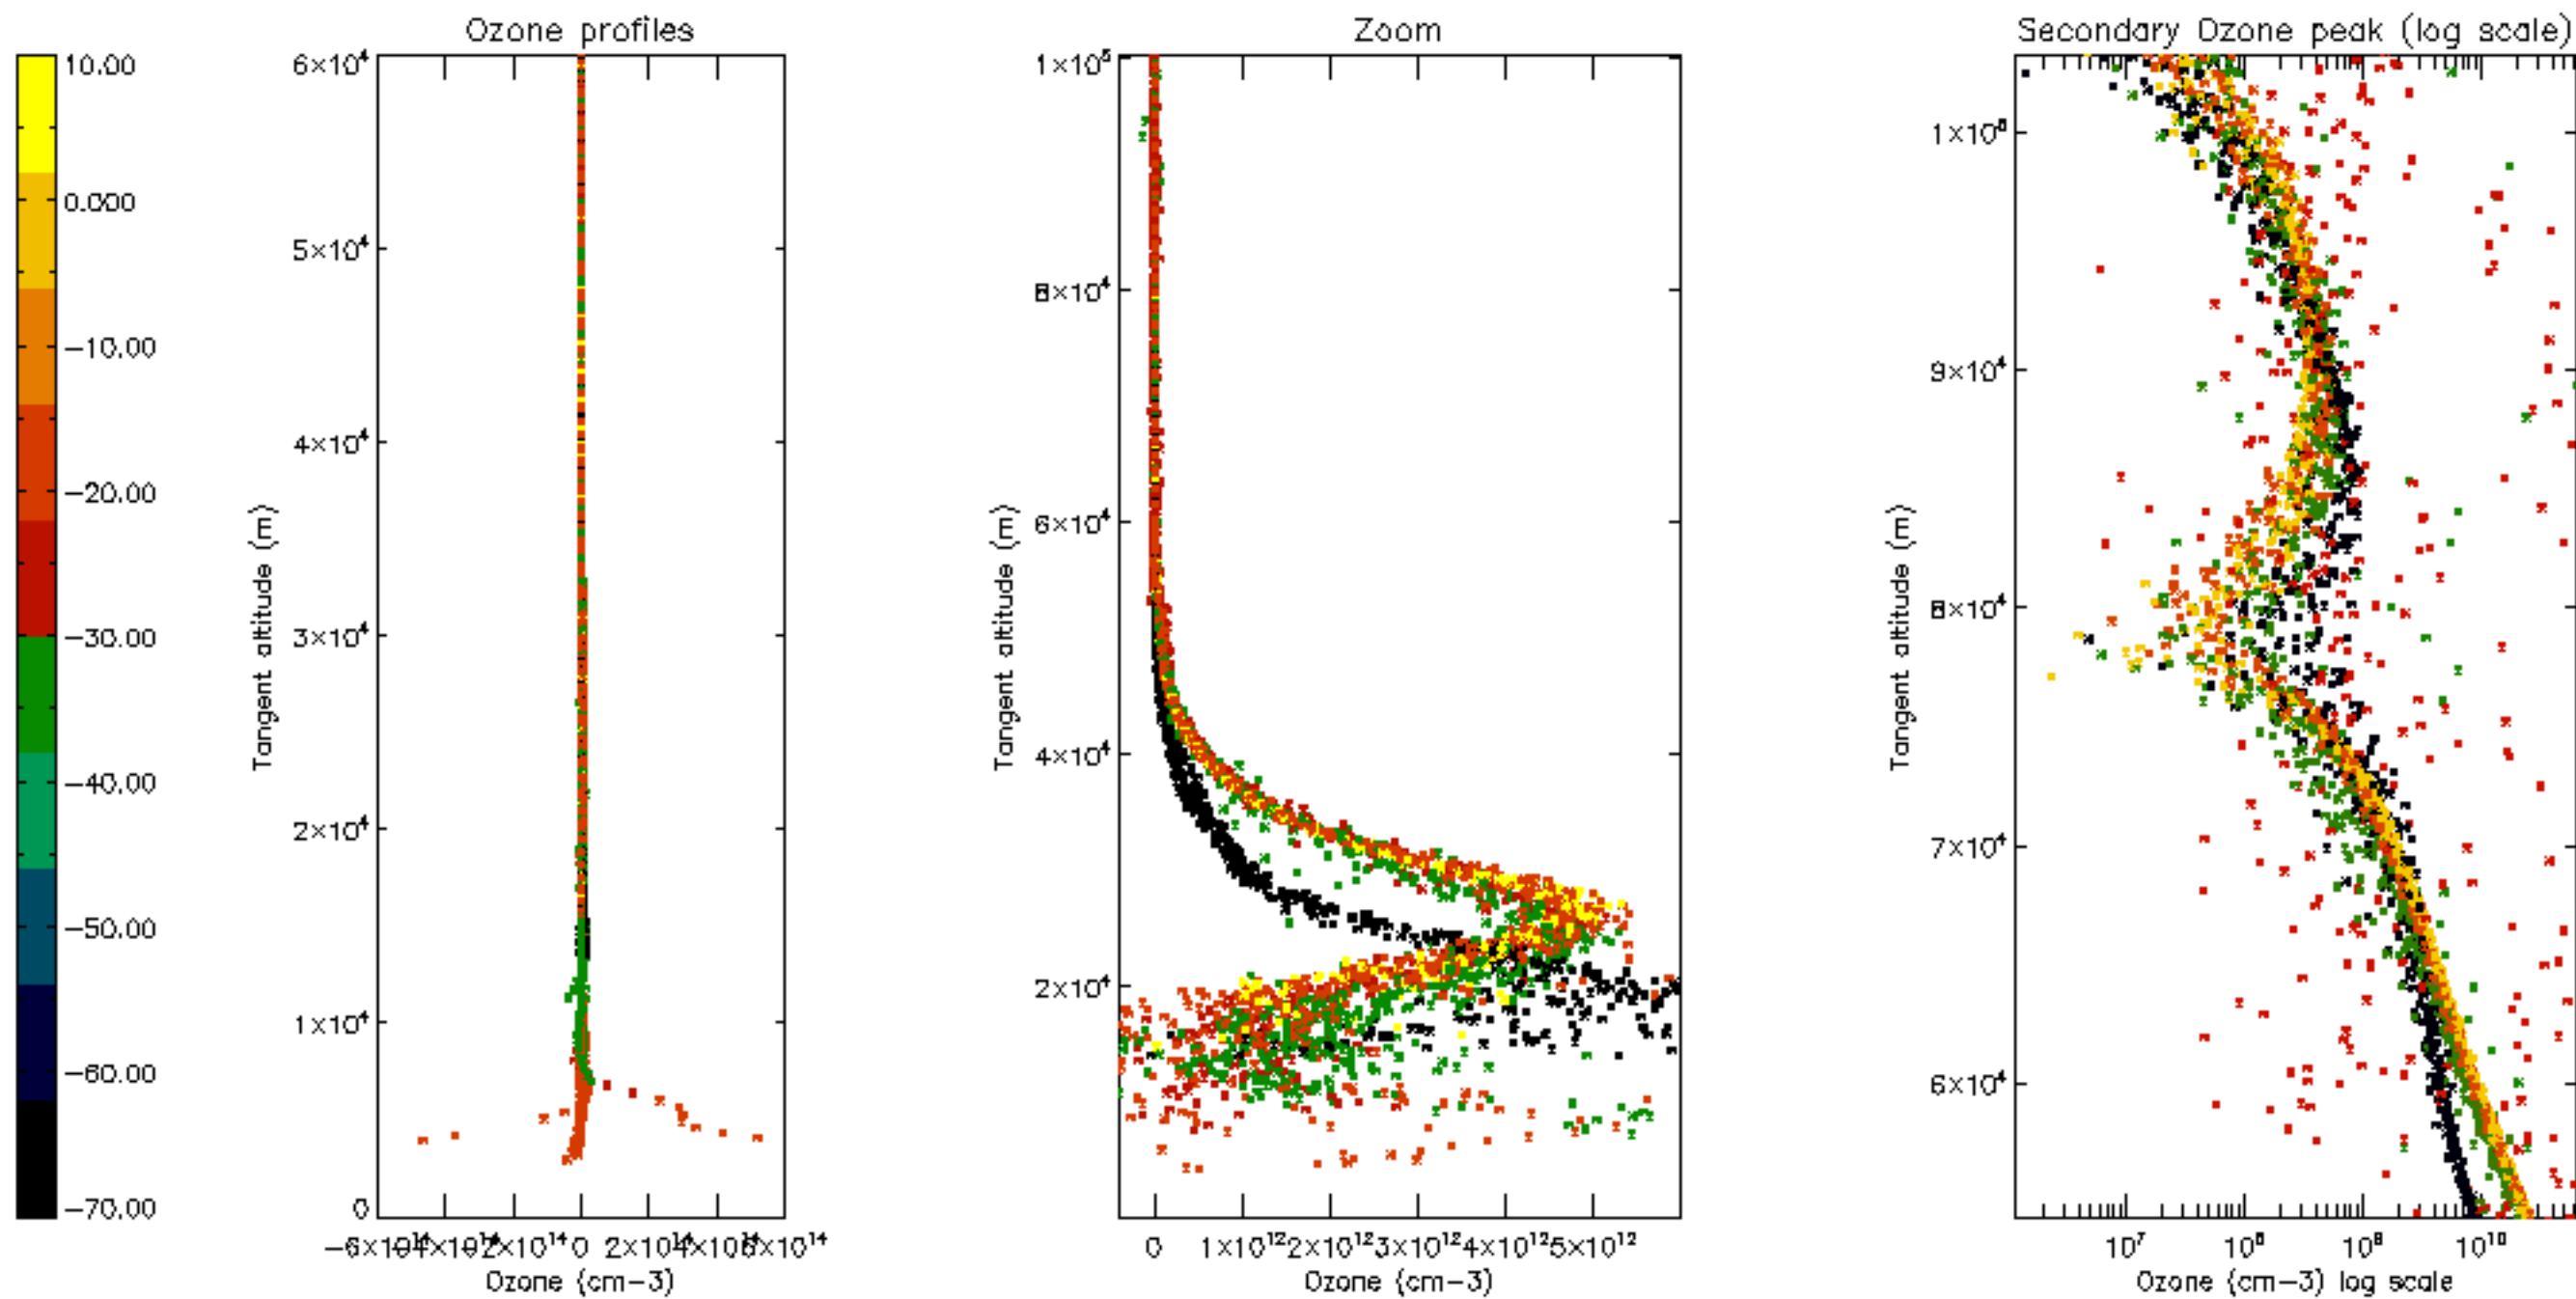 Ozone profiles
Zoom
Secondary Ozone peak (log scale)
10.00
0.000
−10.00
−20.00
−30.00
−40.00
−50.00
−60.00
−70.00
Tangent altitude (m)
6×10⁴
5×10⁴
4×10⁴
3×10⁴
2×10⁴
1×10⁴
0
0
2×10¹⁴
Ozone (cm−3)
Tangent altitude (m)
1×10⁵
8×10⁴
6×10⁴
4×10⁴
2×10⁴
0 1×10¹² 2×10¹² 3×10¹² 4×10¹² 5×10¹²
Ozone (cm−3)
Tangent altitude (m)
9×10⁴
8×10⁴
7×10⁴
6×10⁴
10⁷ 10⁸ 10⁹ 10¹⁰
Ozone (cm−3) log scale